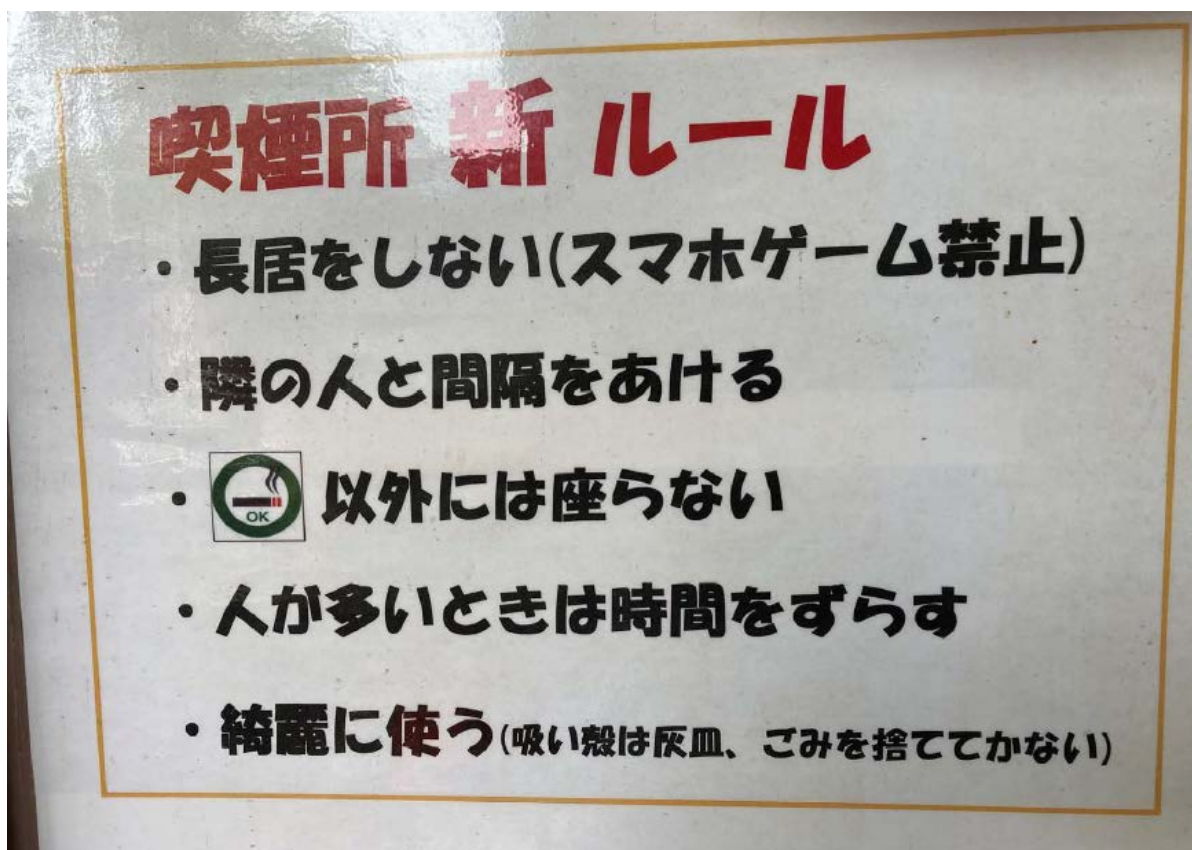 喫煙所 新 ルール
・長居をしない(スマホゲーム禁止)
・隣の人と間隔をあける
・ OK 以外には座らない
・人が多いときは時間をずらす
・綺麗に使う(吸い殻は灰皿、ごみを捨ててかない)